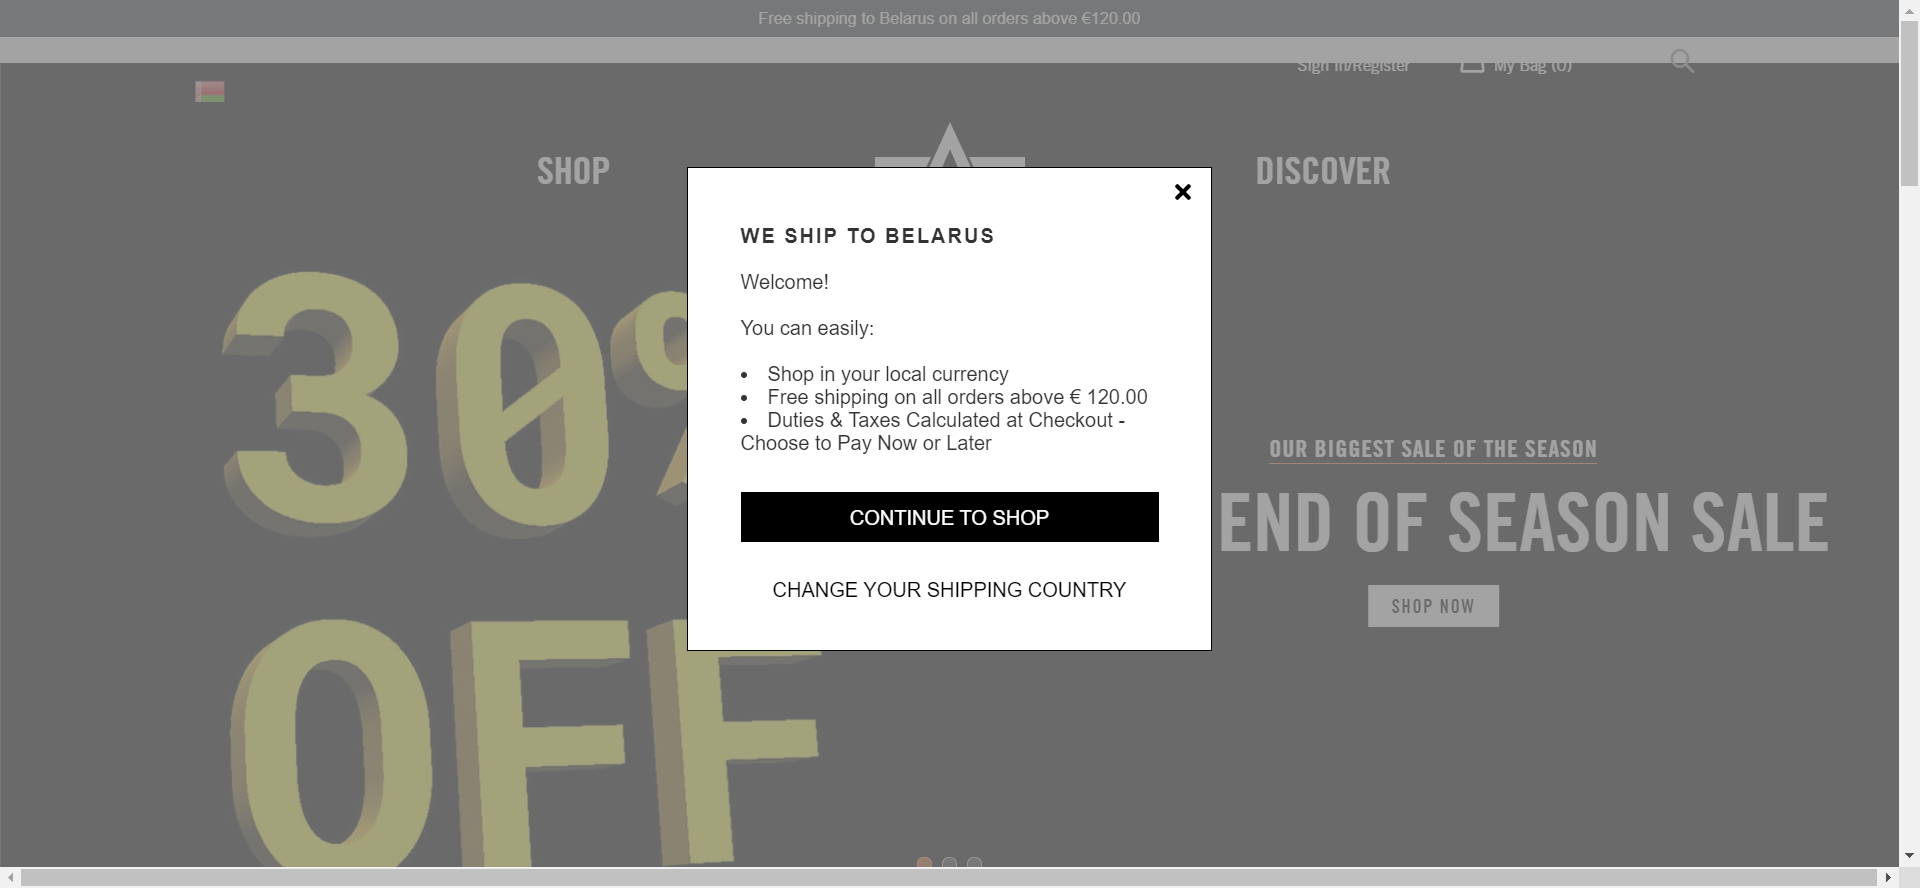 Free shipping to Belarus on all orders above €120.00
Sign In/Register
My Bag (0)
SHOP
DISCOVER
WE SHIP TO BELARUS
Welcome!
You can easily:
• Shop in your local currency
• Free shipping on all orders above € 120.00
• Duties & Taxes Calculated at Checkout -
Choose to Pay Now or Later
CONTINUE TO SHOP
CHANGE YOUR SHIPPING COUNTRY
30%
OFF
OUR BIGGEST SALE OF THE SEASON
END OF SEASON SALE
SHOP NOW